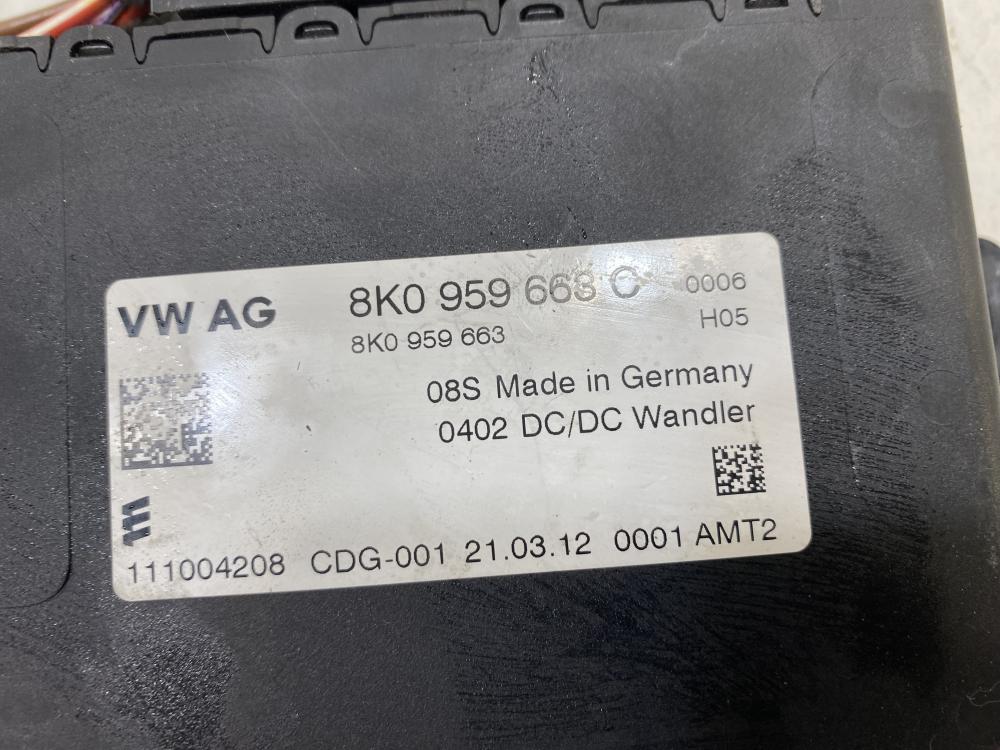 VW AG 8K0 959 663 C 0006
8K0 959 663 H05
08S Made in Germany
0402 DC/DC Wandler
111004208 CDG-001 21.03.12 0001 AMT2